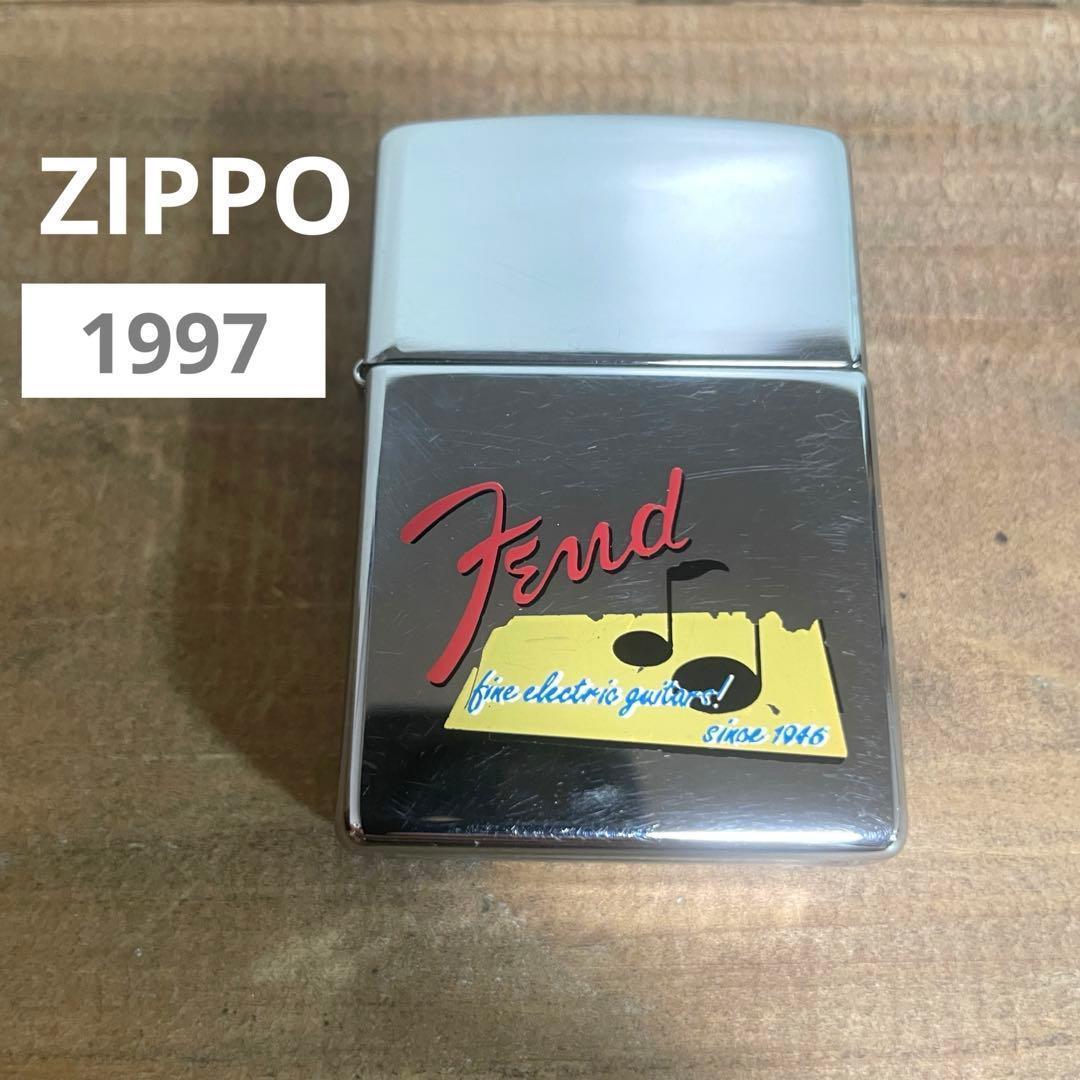 ZIPPO
1997
Fend
fine electric guitars!
since 1946